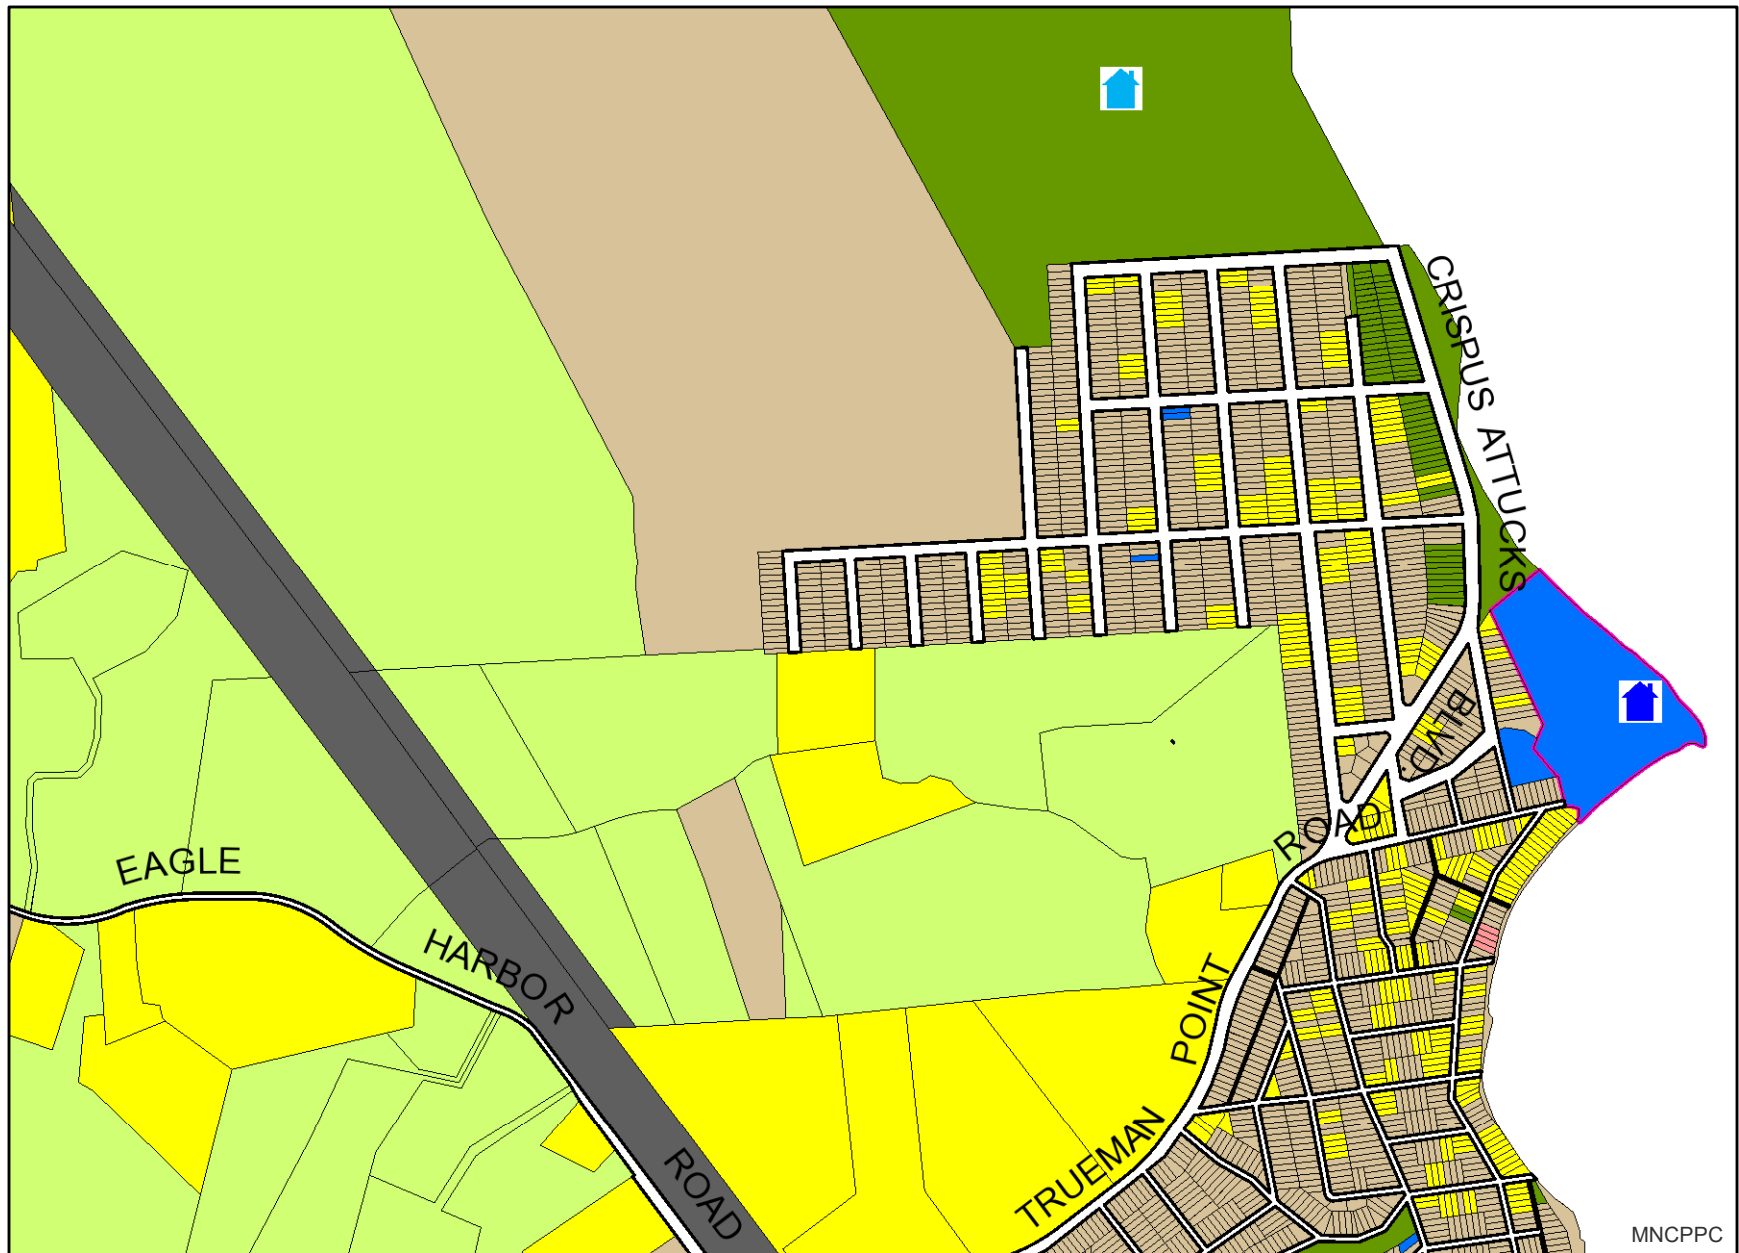 CRISPUS ATTUCKS
BLVD.
ROAD
EAGLE
HARBOR
ROAD
POINT
TRUEMAN
MNCPPC